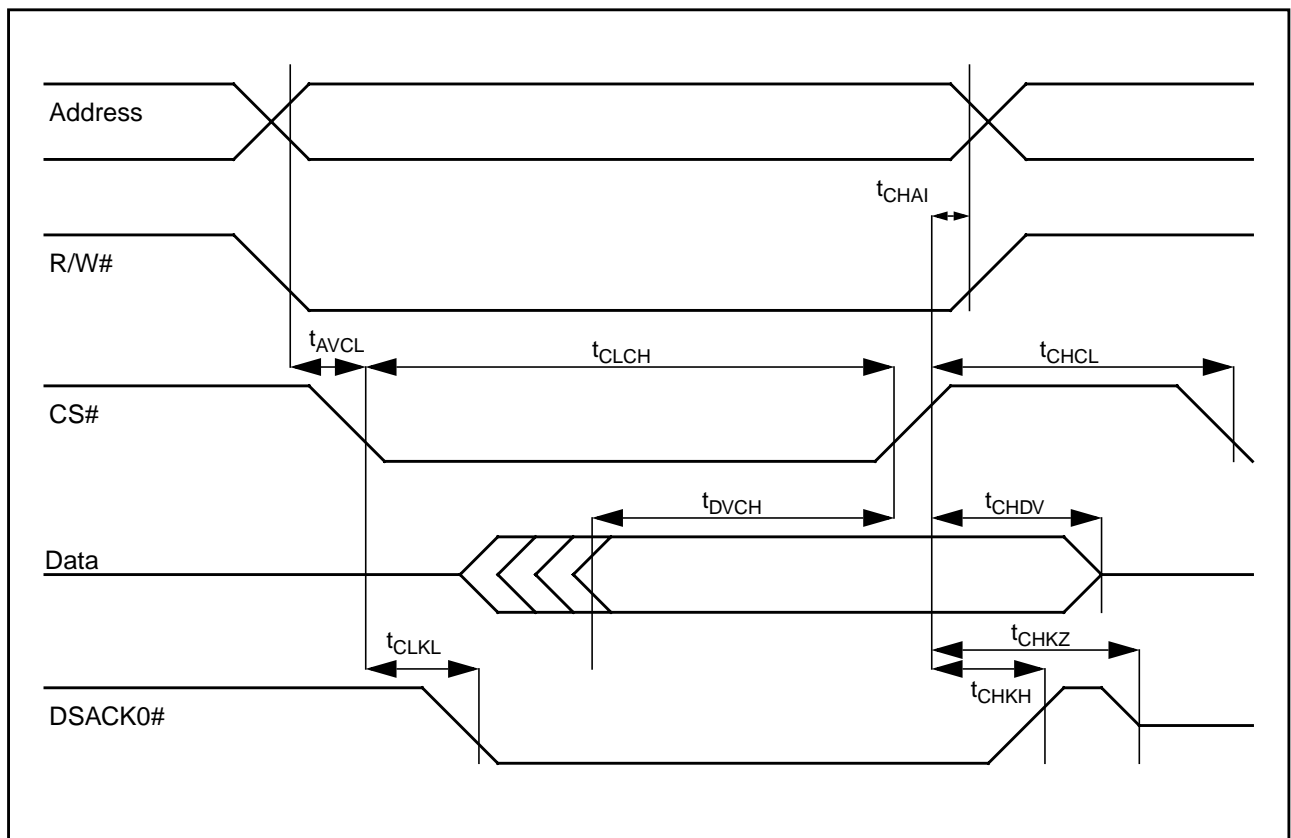 Address
tCHAI
R/W#
tAVCL
tCLCH
tCHCL
CS#
tDVCH
tCHDV
Data
tCLKL
tCHKZ
tCHKH
DSACK0#